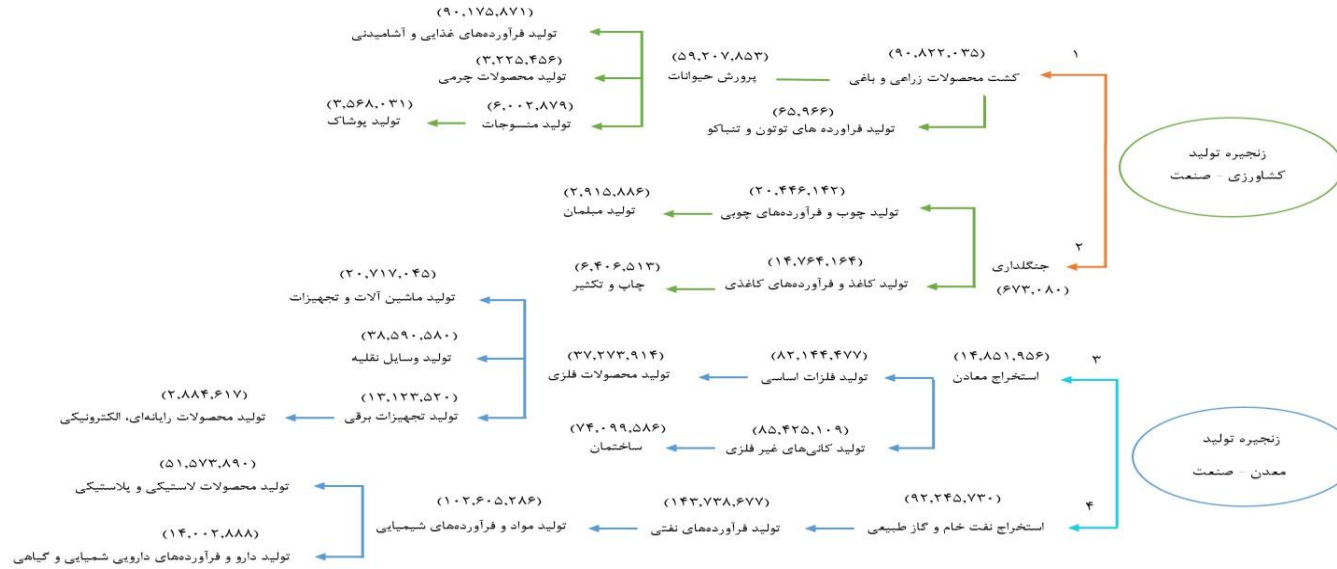 زنجیره تولید
کشاورزی - صنعت
۱
(۹۰،۸۲۲،۰۳۵)
کشت محصولات زراعی و باغی
(۵۹،۲۰۷،۸۵۳)
پرورش حیوانات
(۹۰،۱۷۵،۸۷۱)
تولید فرآورده‌های غذایی و آشامیدنی
(۳،۲۲۵،۴۵۶)
تولید محصولات چرمی
(۶،۰۰۲،۸۷۹)
تولید منسوجات
(۳،۵۶۸،۰۳۱)
تولید پوشاک
(۶۵،۹۶۶)
تولید فراورده های توتون و تنباکو
۲
جنگلداری
(۶۷۳،۰۸۰)
(۲۰،۴۴۶،۱۴۲)
تولید چوب و فرآورده‌های چوبی
(۲،۹۱۵،۸۸۶)
تولید مبلمان
(۱۴،۷۶۴،۱۶۴)
تولید کاغذ و فرآورده‌های کاغذی
(۶،۴۰۶،۵۱۳)
چاپ و تکثیر
زنجیره تولید
معدن - صنعت
۳
(۱۴،۸۵۱،۹۵۶)
استخراج معادن
(۸۲،۱۴۴،۴۷۷)
تولید فلزات اساسی
(۳۷،۲۷۳،۹۱۴)
تولید محصولات فلزی
(۲۰،۷۱۷،۰۴۵)
تولید ماشین آلات و تجهیزات
(۳۸،۵۹۰،۵۸۰)
تولید وسایل نقلیه
(۱۳،۱۲۳،۵۲۰)
تولید تجهیزات برقی
(۲،۸۸۴،۶۱۷)
تولید محصولات رایانه‌ای، الکترونیکی
(۸۵،۴۲۵،۱۰۹)
تولید کانی‌های غیر فلزی
(۷۴،۰۹۹،۵۸۶)
ساختمان
۴
(۹۲،۲۴۵،۷۳۰)
استخراج نفت خام و گاز طبیعی
(۱۴۳،۷۳۸،۶۷۷)
تولید فرآورده‌های نفتی
(۱۰۲،۶۰۵،۲۸۶)
تولید مواد و فرآورده‌های شیمیایی
(۵۱،۵۷۳،۸۹۰)
تولید محصولات لاستیکی و پلاستیکی
(۱۴،۰۰۲،۸۸۸)
تولید دارو و فرآورده‌های دارویی شمیایی و گیاهی